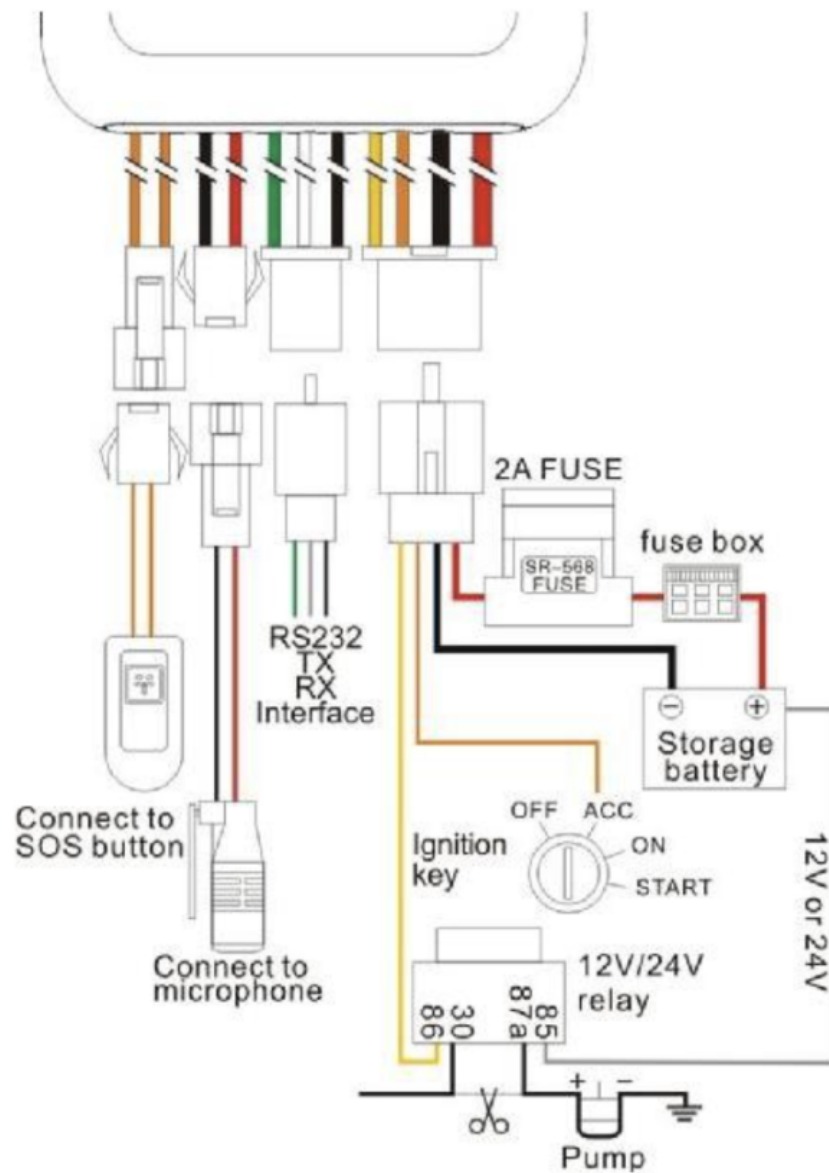 2A FUSE
SR-568
FUSE
fuse box
RS232
TX
RX
Interface
Storage
battery
Connect to
SOS button
OFF
ACC
ON
START
Ignition
key
12V or 24V
Connect to
microphone
12V/24V
relay
86
30
87a
85
+ −
Pump